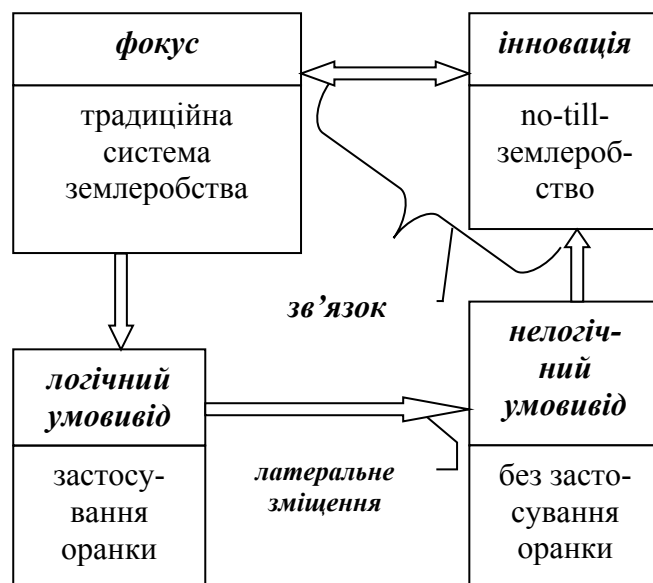 фокус
традиційна
система
землеробства
інновація
no-till-
землероб-
ство
зв’язок
логічний
умовивід
застосу-
вання
оранки
латеральне
зміщення
нелогіч-
ний
умовивід
без засто-
сування
оранки